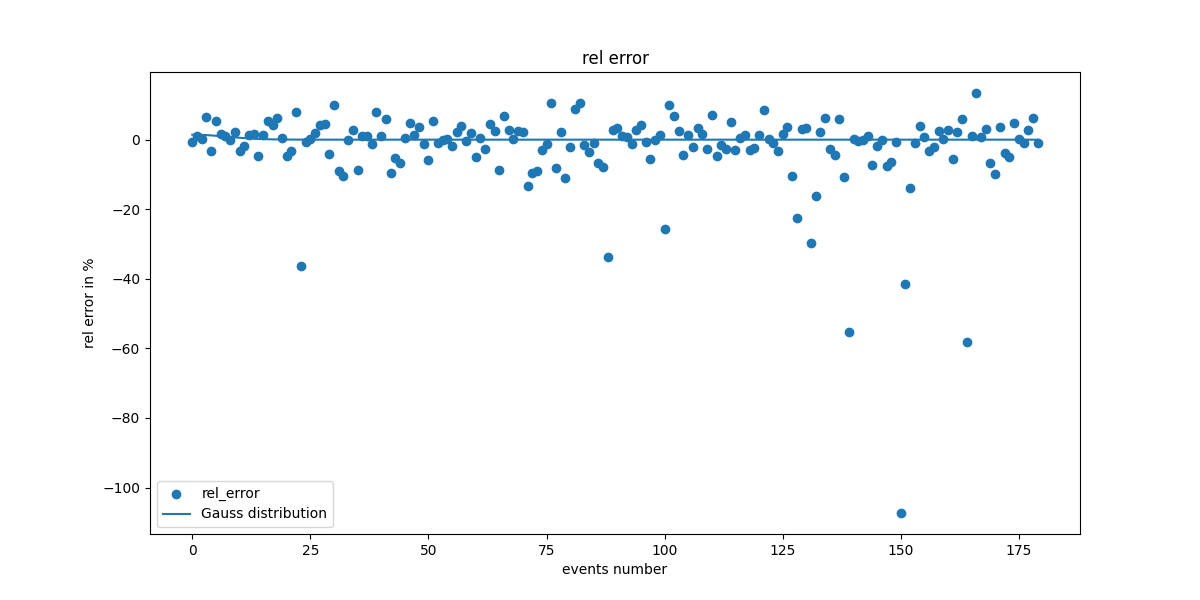 rel error
0
−20
−40
−60
−80
−100
rel error in %
rel_error
Gauss distribution
0 25 50 75 100 125 150 175
events number